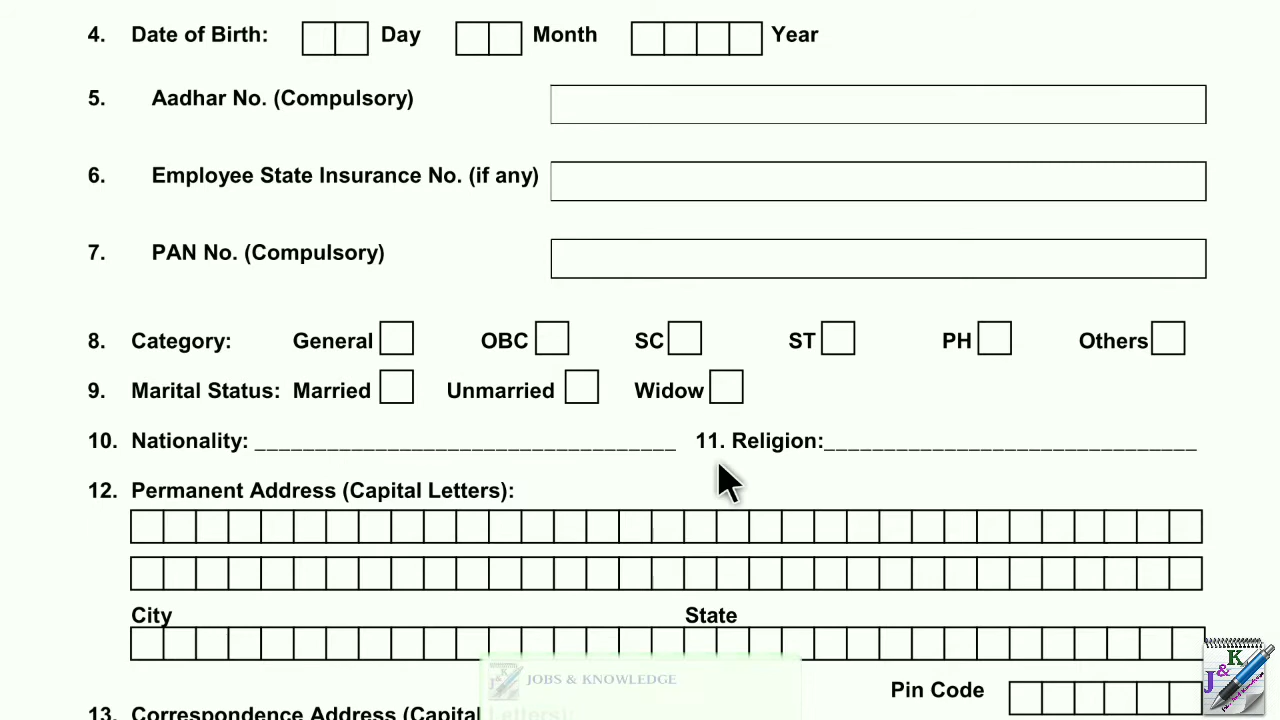 4. Date of Birth: Day Month Year
5. Aadhar No. (Compulsory)
6. Employee State Insurance No. (if any)
7. PAN No. (Compulsory)
8. Category: General OBC SC ST PH Others
9. Marital Status: Married Unmarried Widow
10. Nationality: __________________________________ 11. Religion:______________________________
12. Permanent Address (Capital Letters):
City State
Pin Code
JOBS & KNOWLEDGE
J&K
13. Correspondence Address (Capital Letters):